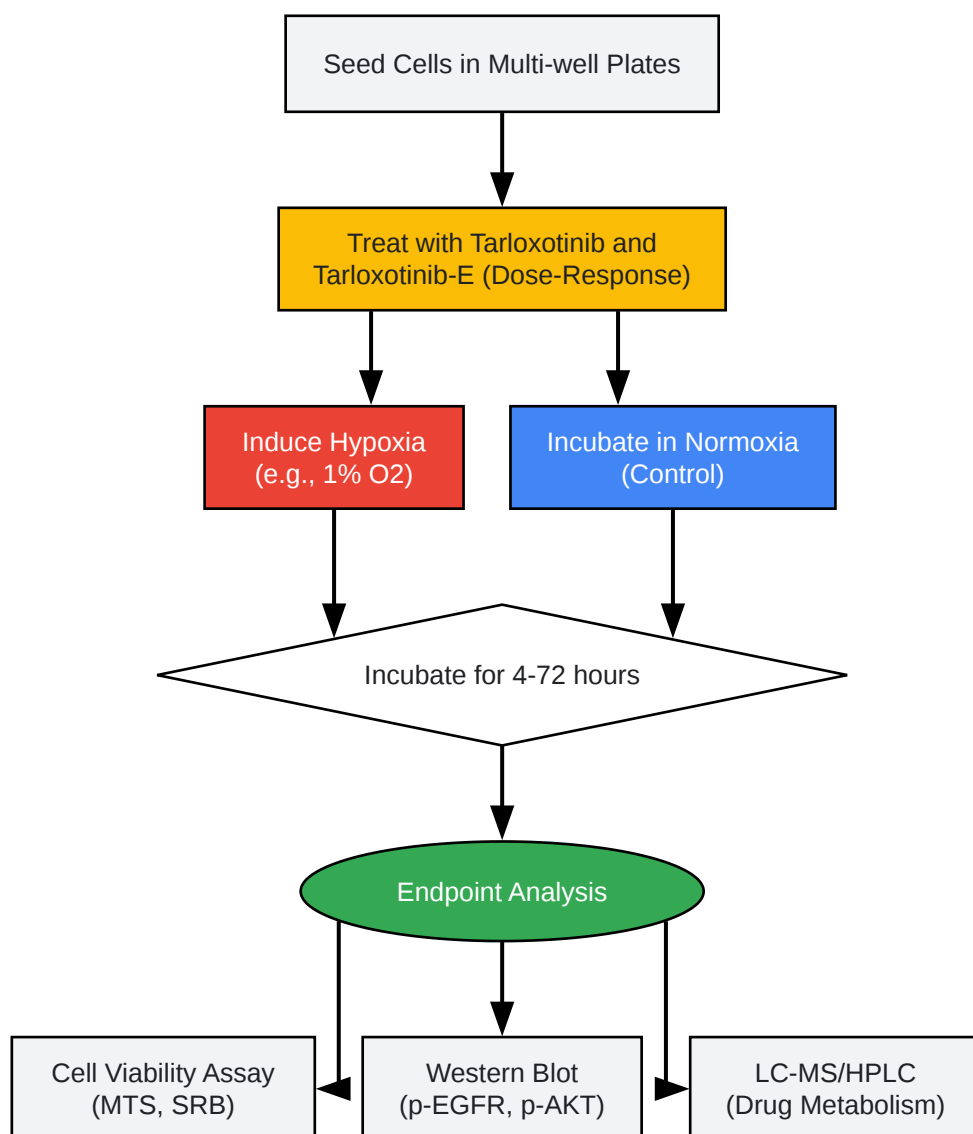 Seed Cells in Multi-well Plates
Treat with Tarloxotinib and
Tarloxotinib-E (Dose-Response)
Induce Hypoxia
(e.g., 1% O2)
Incubate in Normoxia
(Control)
Incubate for 4-72 hours
Endpoint Analysis
Cell Viability Assay
(MTS, SRB)
Western Blot
(p-EGFR, p-AKT)
LC-MS/HPLC
(Drug Metabolism)